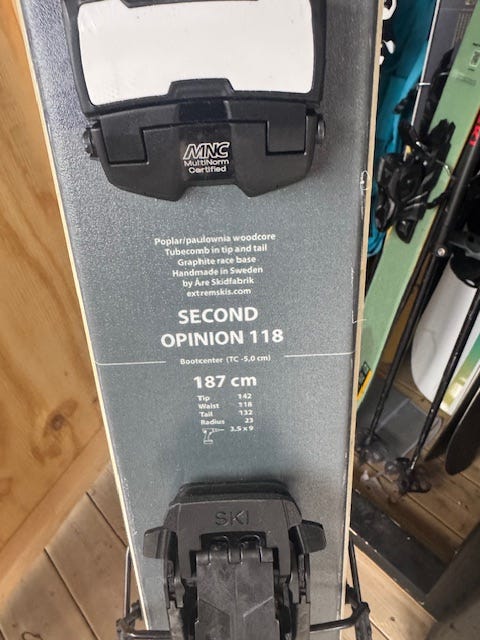 MNC
MultiNorm
Certified
Poplar/paulownia woodcore
Tubecomb in tip and tail
Graphite race base
Handmade in Sweden
by Åre Skidfabrik
extremskis.com
SECOND
OPINION 118
Bootcenter (TC -5,0 cm)
187 cm
Tip 142
Waist 118
Tail 132
Radius 23
3.5 x 9
SKI